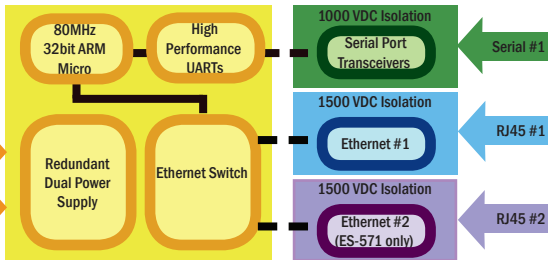 80MHz
32bit ARM
Micro
High
Performance
UARTs
1000 VDC Isolation
Serial Port
Transceivers
Serial #1
1500 VDC Isolation
Ethernet #1
RJ45 #1
Redundant
Dual Power
Supply
Ethernet Switch
1500 VDC Isolation
Ethernet #2
(ES-571 only)
RJ45 #2